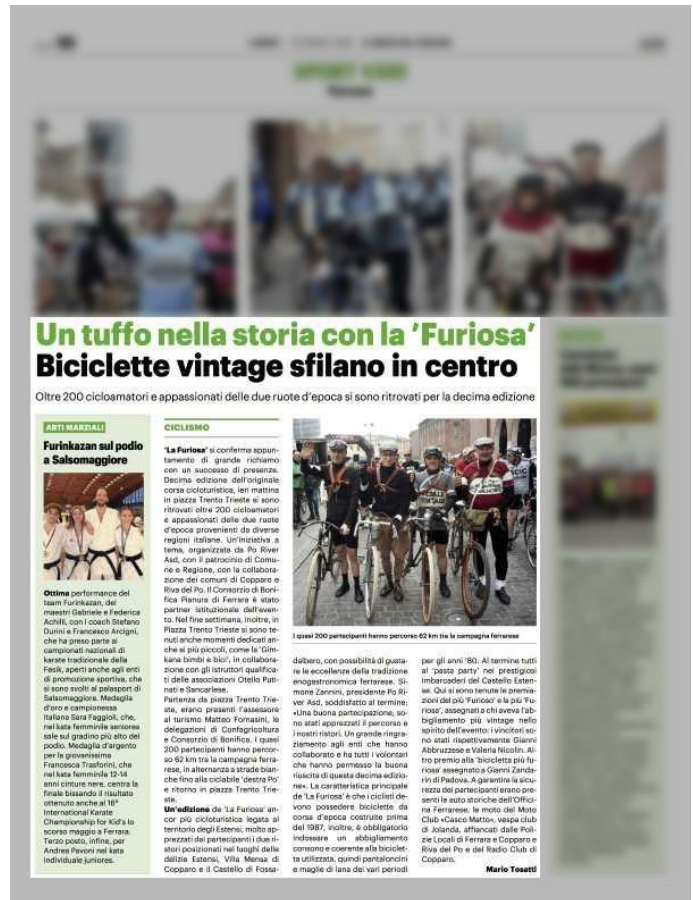 Un tuffo nella storia con la 'Furiosa'
Biciclette vintage sfilano in centro
Oltre 200 cicloamatori e appassionati delle due ruote d'epoca si sono ritrovati per la decima edizione
ARTI MARZIALI
Furinkazan sul podio
a Salsomaggiore
Ottima performance del
team Furinkazan, dei
maestri Gabriele e Federica
Achilli, con i coach Stefano
Durini e Francesco Arcigni,
che ha preso parte ai
campionati nazionali di
karate tradizionale della
Fesik, aperti anche agli enti
di promozione sportiva, che
si sono svolti al palasport di
Salsomaggiore. Medaglia
d'oro e campionessa
italiana Sara Faggioli, che,
nel kata femminile seniores
sale sul gradino più alto del
podio. Medaglia d'argento
per la giovanissima
Francesca Trasforini, che
nel kata femminile 12-14
anni cinture nere, centra la
finale bissando il risultato
ottenuto anche al 16°
International Karate
Championship for Kid's lo
scorso maggio a Ferrara.
Terzo posto, infine, per
Andrea Pavoni nel kata
individuale juniores.
CICLISMO
'La Furiosa' si conferma appun-
tamento di grande richiamo
con un successo di presenze.
Decima edizione dell'originale
corsa cicloturistica, ieri mattina
in piazza Trento Trieste si sono
ritrovati oltre 200 cicloamatori
e appassionati delle due ruote
d'epoca provenienti da diverse
regioni italiane. Un'iniziativa a
tema, organizzata da Po River
Asd, con il patrocinio di Comu-
ne e Regione, con la collabora-
zione dei comuni di Copparo e
Riva del Po. Il Consorzio di Boni-
fica Pianura di Ferrara è stato
partner istituzionale dell'even-
to. Nel fine settimana, inoltre, in
Piazza Trento Trieste si sono te-
nuti anche momenti dedicati an-
che ai più piccoli, come la 'Gim-
kana bimbi e bici', in collabora-
zione con gli istruttori qualifica-
ti delle associazioni Otello Puti-
nati e Sancarlese.
Partenza da piazza Trento Trie-
ste, erano presenti l'assessore
al turismo Matteo Fornasini, le
delegazioni di Confagricoltura
e Consorzio di Bonifica. I quasi
200 partecipanti hanno percor-
so 62 km tra la campagna ferra-
rese, in alternanza a strade bian-
che fino alla ciclabile 'destra Po'
e ritorno in piazza Trento Trie-
ste.
Un'edizione de 'La Furiosa' an-
cor più cicloturistica legata al
territorio degli Estensi, molto ap-
prezzati dai partecipanti i due ri-
stori posizionati nei luoghi delle
delizie Estensi, Villa Mensa di
Copparo e il Castello di Fossa-
I quasi 200 partecipanti hanno percorso 62 km tra la campagna ferrarese
dalbero, con possibilità di gusta-
re le eccellenze della tradizione
enogastronomica ferrarese. Si-
mone Zannini, presidente Po Ri-
ver Asd, soddisfatto al termine:
«Una buona partecipazione, so-
no stati apprezzati il percorso e
i nostri ristori. Un grande ringra-
ziamento agli enti che hanno
collaborato e ha tutti i volontari
che hanno permesso la buona
riuscita di questa decima edizio-
ne». La caratteristica principale
de 'La Furiosa' è che i ciclisti de-
vono possedere biciclette da
corsa d'epoca costruite prima
del 1987, inoltre, è obbligatorio
indossare un abbigliamento
consono e coerente alla biciclet-
ta utilizzata, quindi pantaloncini
e maglie di lana dei vari periodi
per gli anni '80. Al termine tutti
al 'pasta party' nel prestigiosi
imbarcaderi del Castello Esten-
se. Qui si sono tenute le premia-
zioni del più 'Furioso' e la più 'Fu-
riosa', assegnati a chi aveva l'ab-
bigliamento più vintage nello
spirito dell'evento: i vincitori so-
no stati rispettivamente Gianni
Abbruzzese e Valeria Nicolin. Al-
tro premio alla 'bicicletta più fu-
riosa' assegnato a Gianni Zanda-
rin di Padova. A garantire la sicu-
rezza dei partecipanti erano pre-
senti le auto storiche dell'Offici-
na Ferrarese, le moto del Moto
Club «Casco Matto», vespa club
di Jolanda, affiancati dalle Poli-
zie Locali di Ferrara e Copparo e
Riva del Po e del Radio Club di
Copparo.
Mario Tosatti